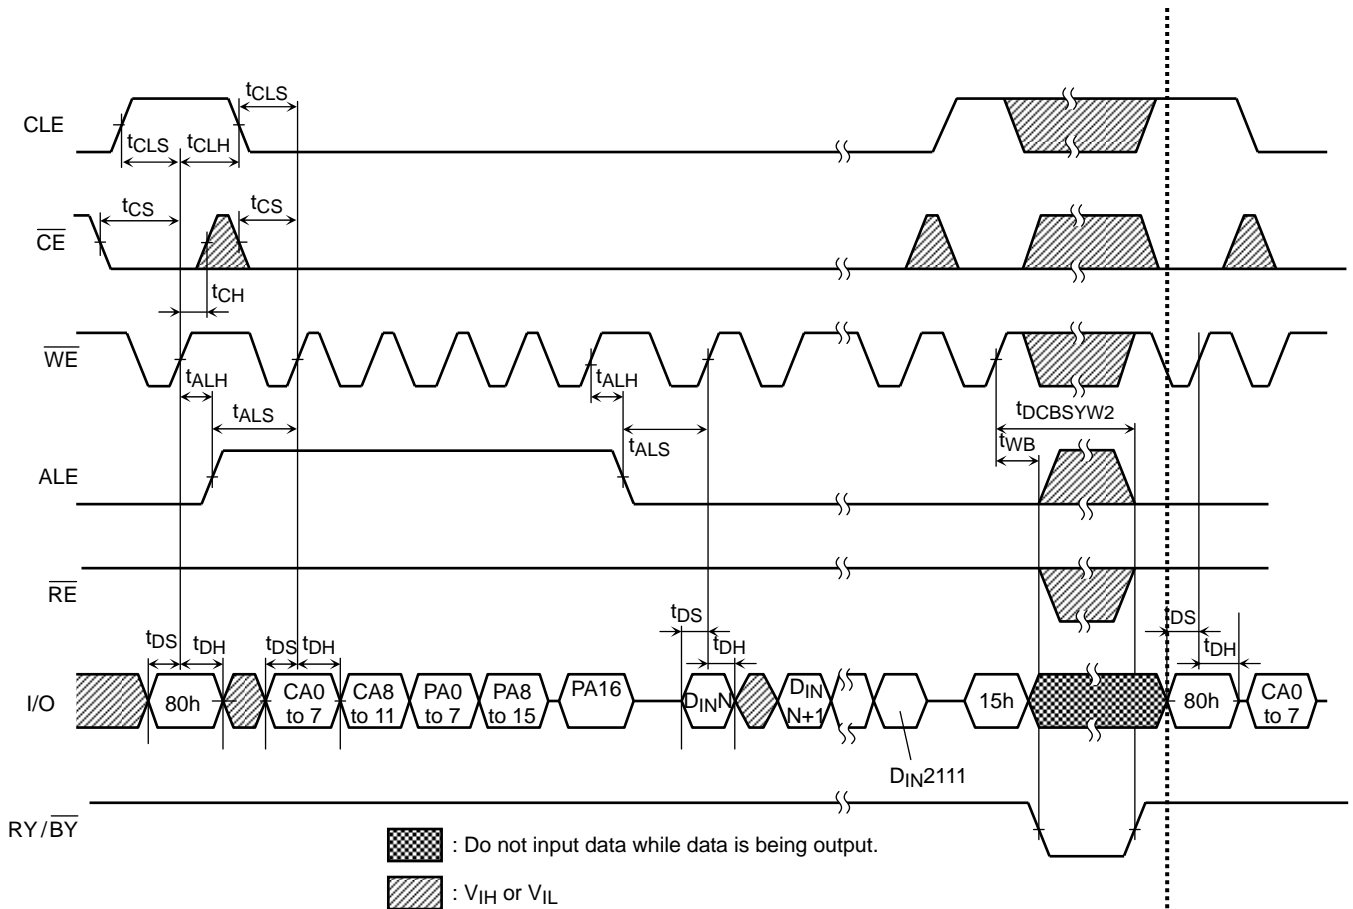 CLE
tCLS
tCLS
tCLH
CE
tCS
tCS
tCH
WE
tALH
tALS
tALH
tALS
tDCBSYW2
tWB
ALE
RE
tDS
tDH
tDS
tDH
tDS
tDH
tDS
tDH
I/O
80h
CA0
to 7
CA8
to 11
PA0
to 7
PA8
to 15
PA16
DINN
DIN
N+1
DIN2111
15h
80h
CA0
to 7
RY/BY
: Do not input data while data is being output.
: VIH or VIL